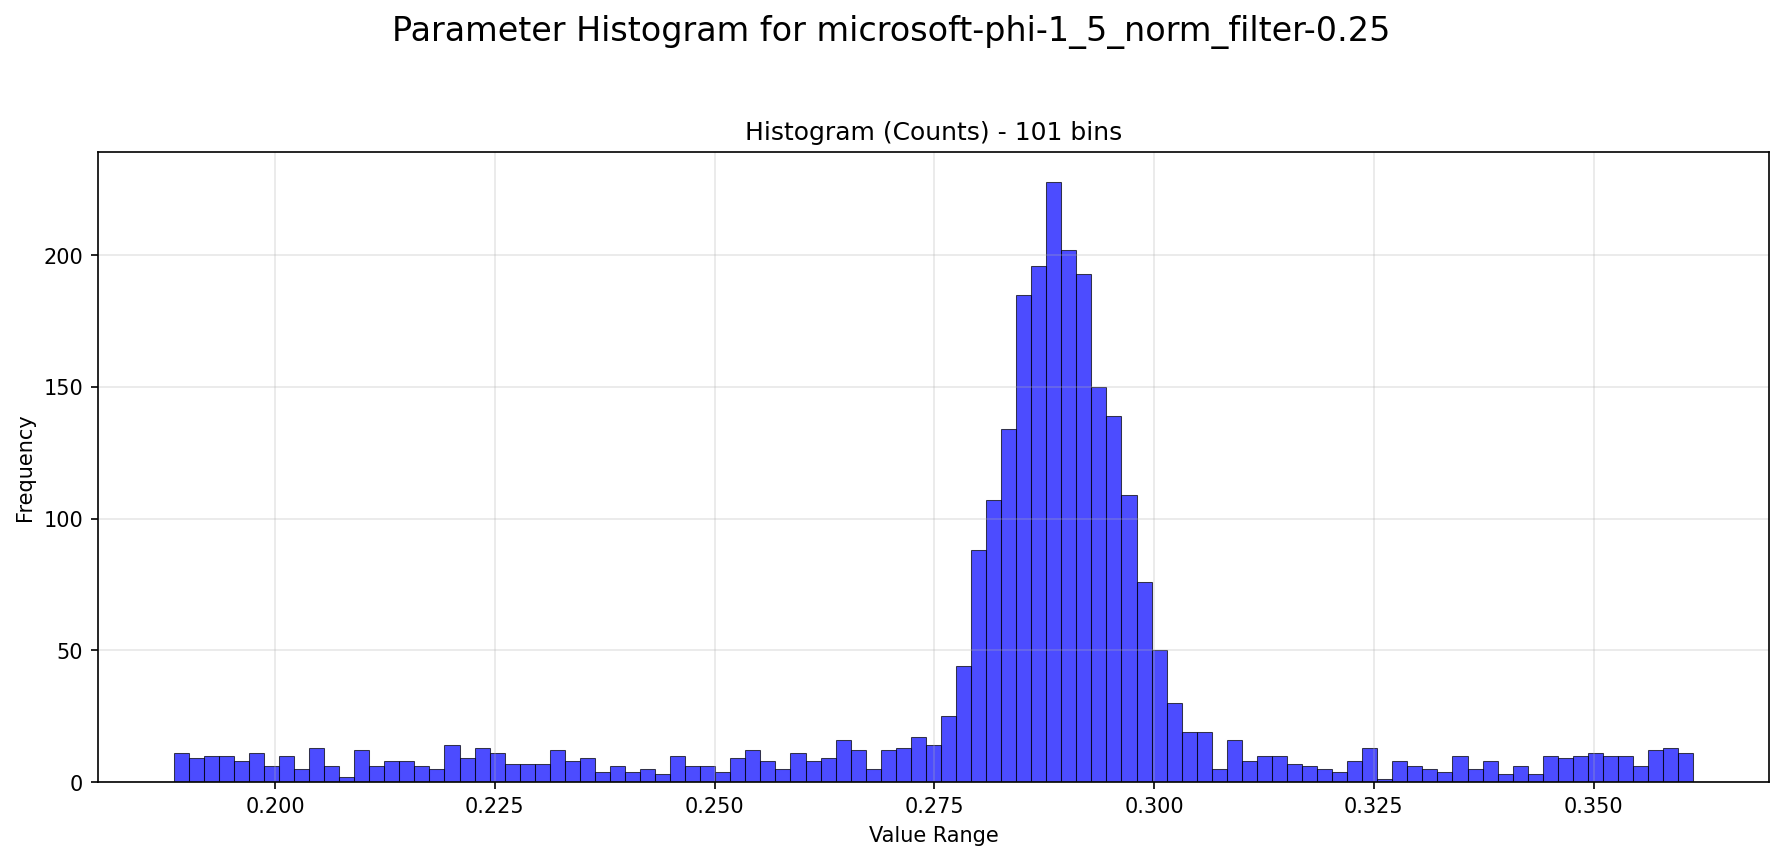 Parameter Histogram for microsoft-phi-1_5_norm_filter-0.25
Histogram (Counts) - 101 bins
Frequency
200
150
100
50
0
0.200 0.225 0.250 0.275 0.300 0.325 0.350
Value Range